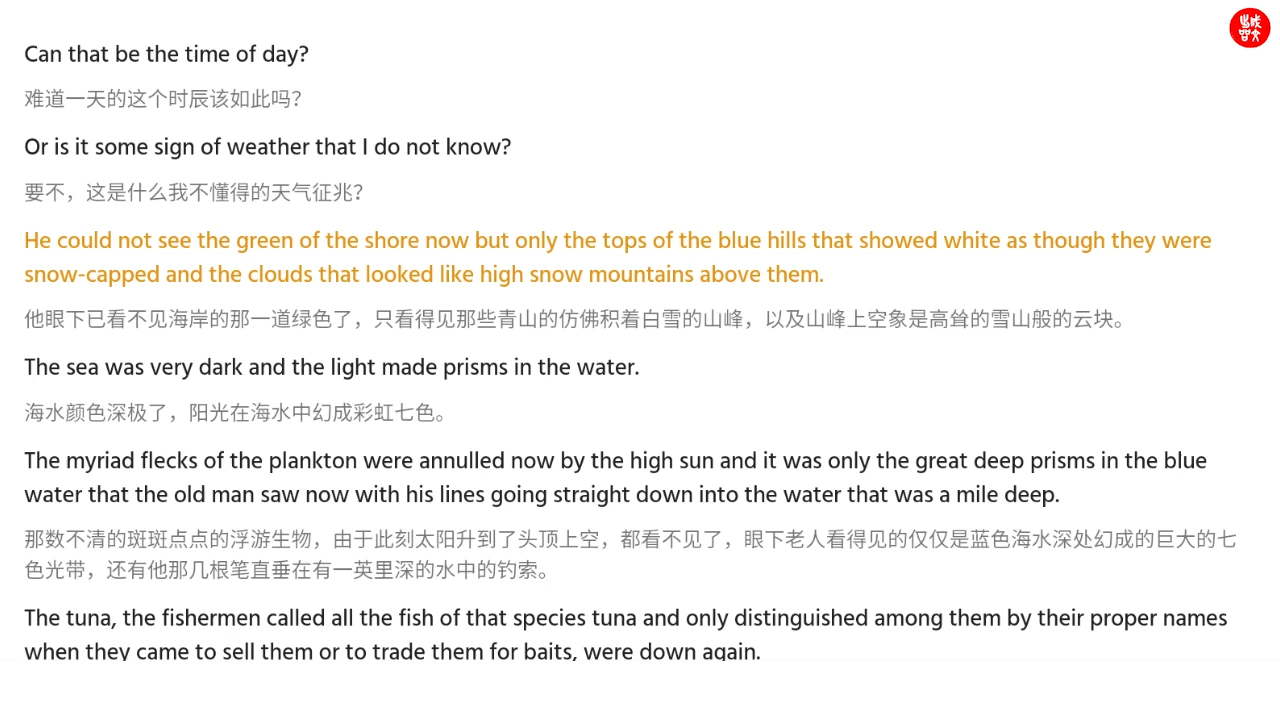 Can that be the time of day?
难道一天的这个时辰该如此吗？
Or is it some sign of weather that I do not know?
要不，这是什么我不懂得的天气征兆？
He could not see the green of the shore now but only the tops of the blue hills that showed white as though they were
snow-capped and the clouds that looked like high snow mountains above them.
他眼下已看不见海岸的那一道绿色了，只看得见那些青山的仿佛积着白雪的山峰，以及山峰上空象是高耸的雪山般的云块。
The sea was very dark and the light made prisms in the water.
海水颜色深极了，阳光在海水中幻成彩虹七色。
The myriad flecks of the plankton were annulled now by the high sun and it was only the great deep prisms in the blue
water that the old man saw now with his lines going straight down into the water that was a mile deep.
那数不清的斑斑点点的浮游生物，由于此刻太阳升到了头顶上空，都看不见了，眼下老人看得见的仅仅是蓝色海水深处幻成的巨大的七
色光带，还有他那几根笔直垂在有一英里深的水中的钓索。
The tuna, the fishermen called all the fish of that species tuna and only distinguished among them by their proper names
when they came to sell them or to trade them for baits, were down again.